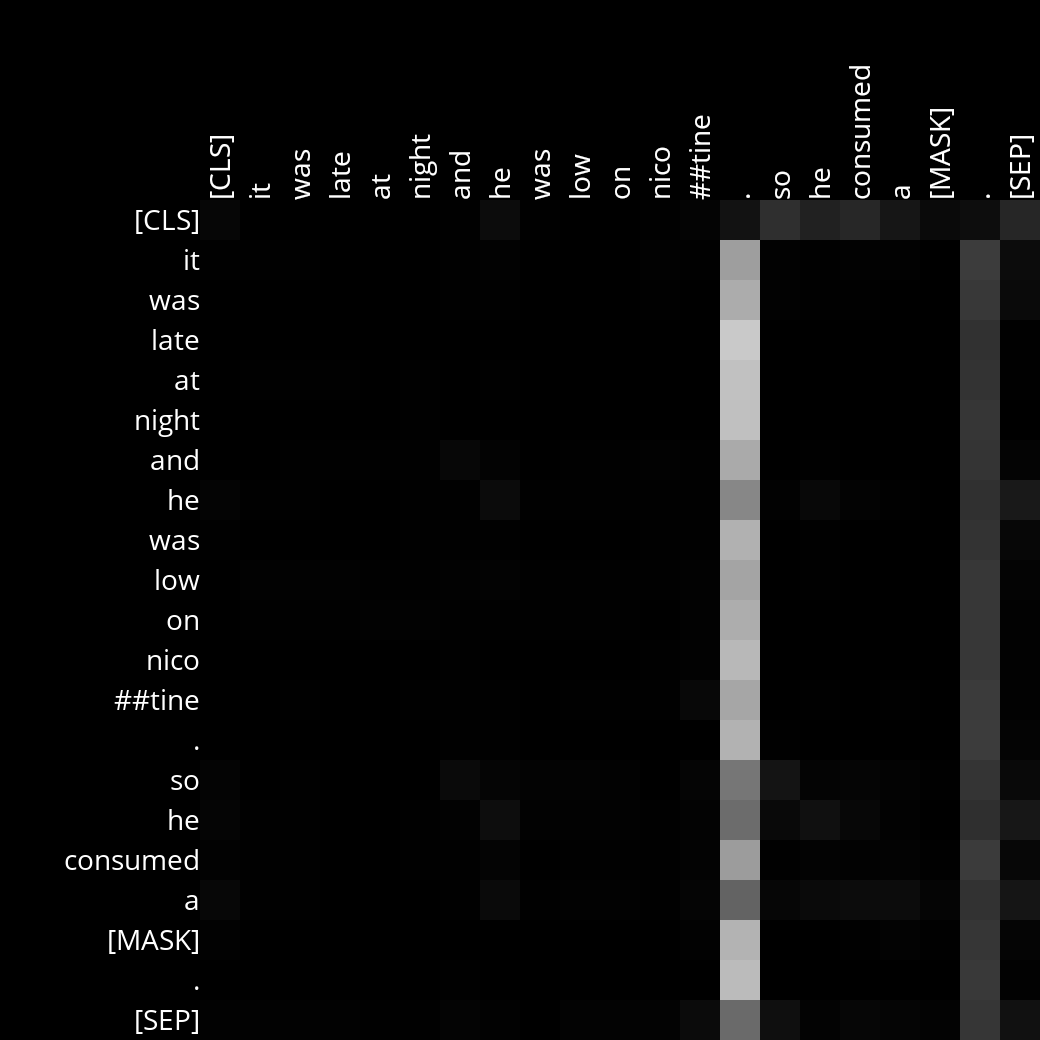 [CLS]
it
was
late
at
night
and
he
was
low
on
nico
##tine
.
so
he
consumed
a
[MASK]
.
[SEP]
[CLS]
it
was
late
at
night
and
he
was
low
on
nico
##tine
.
so
he
consumed
a
[MASK]
.
[SEP]